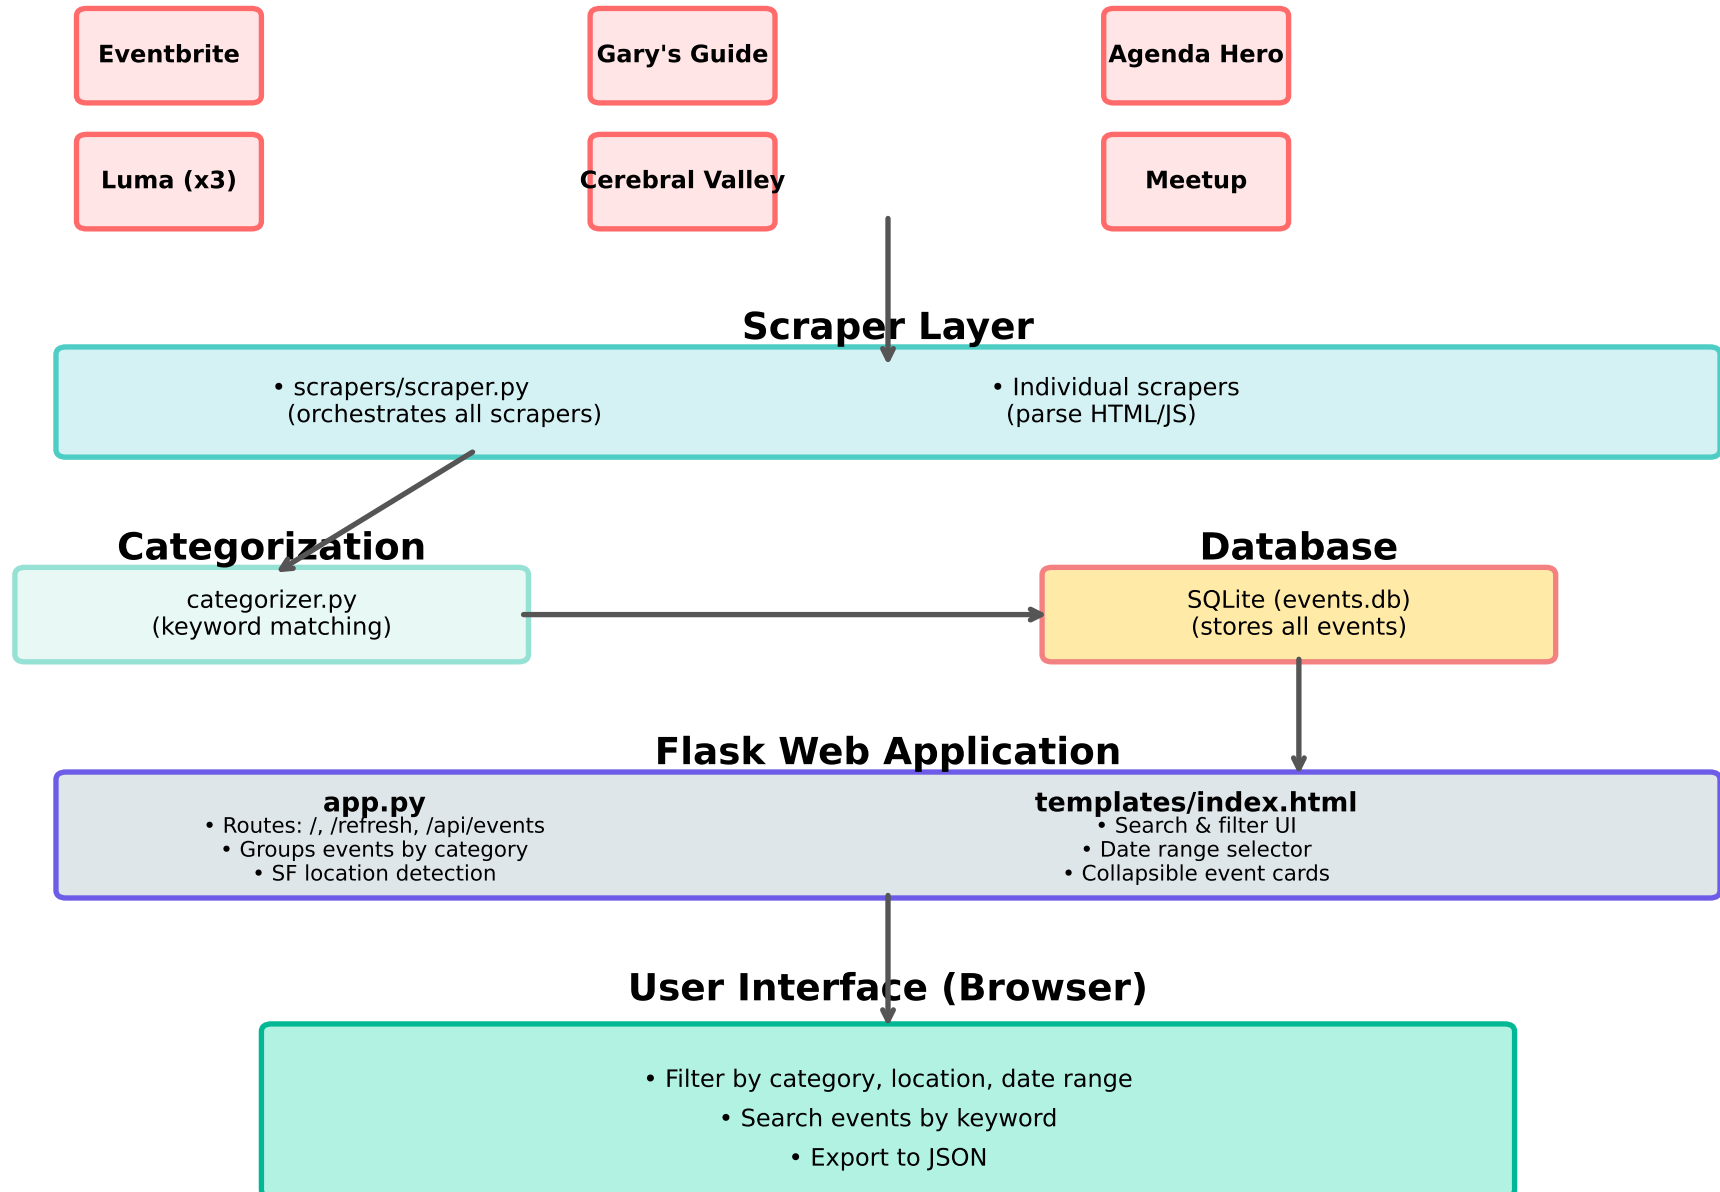 Eventbrite
Gary's Guide
Agenda Hero
Luma (x3)
Cerebral Valley
Meetup
Scraper Layer
• scrapers/scraper.py
(orchestrates all scrapers)
• Individual scrapers
(parse HTML/JS)
Categorization
categorizer.py
(keyword matching)
Database
SQLite (events.db)
(stores all events)
Flask Web Application
app.py
• Routes: /, /refresh, /api/events
• Groups events by category
• SF location detection
templates/index.html
• Search & filter UI
• Date range selector
• Collapsible event cards
User Interface (Browser)
• Filter by category, location, date range
• Search events by keyword
• Export to JSON